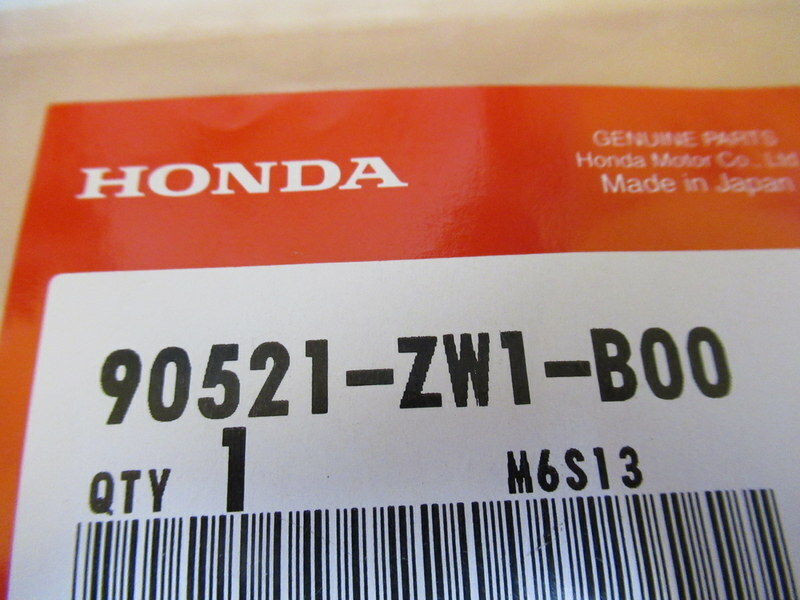 HONDA
GENUINE PARTS
Honda Motor Co., Ltd
Made in Japan
90521-ZW1-B00
QTY 1 M6S13